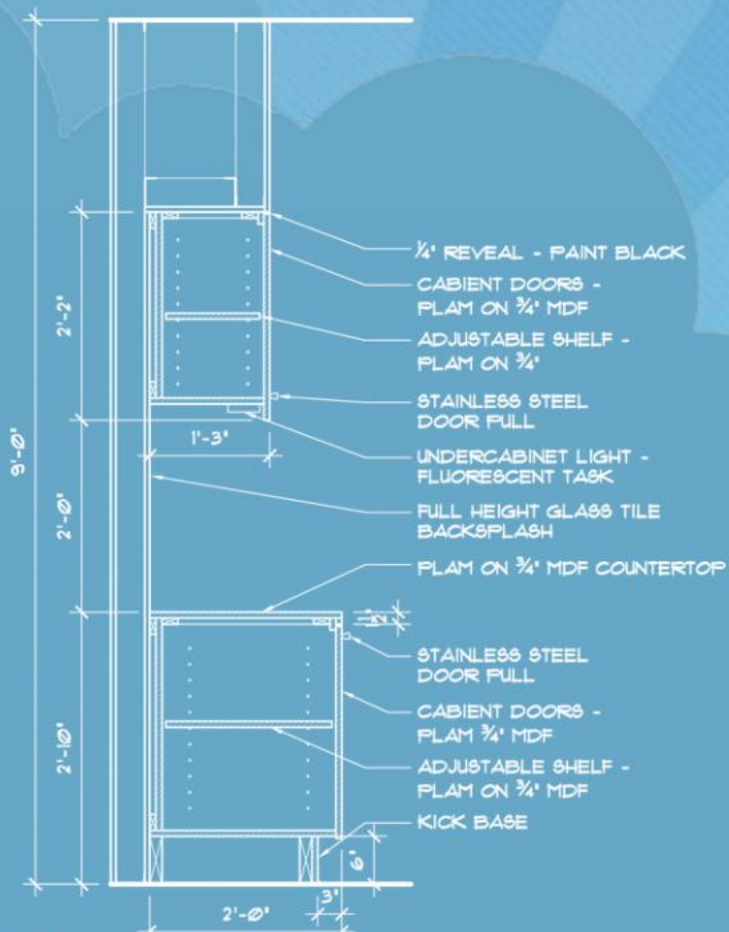 ¼" REVEAL - PAINT BLACK
CABIENT DOORS -
PLAM ON ¾" MDF
ADJUSTABLE SHELF -
PLAM ON ¾"
STAINLESS STEEL
DOOR PULL
UNDERCABINET LIGHT -
FLUORESCENT TASK
FULL HEIGHT GLASS TILE
BACKSPLASH
PLAM ON ¾" MDF COUNTERTOP
STAINLESS STEEL
DOOR PULL
CABIENT DOORS -
PLAM ¾" MDF
ADJUSTABLE SHELF -
PLAM ON ¾" MDF
KICK BASE
9'-0"
2'-2"
1'-3"
2'-0"
1½"
2'-10"
6"
3"
2'-0"